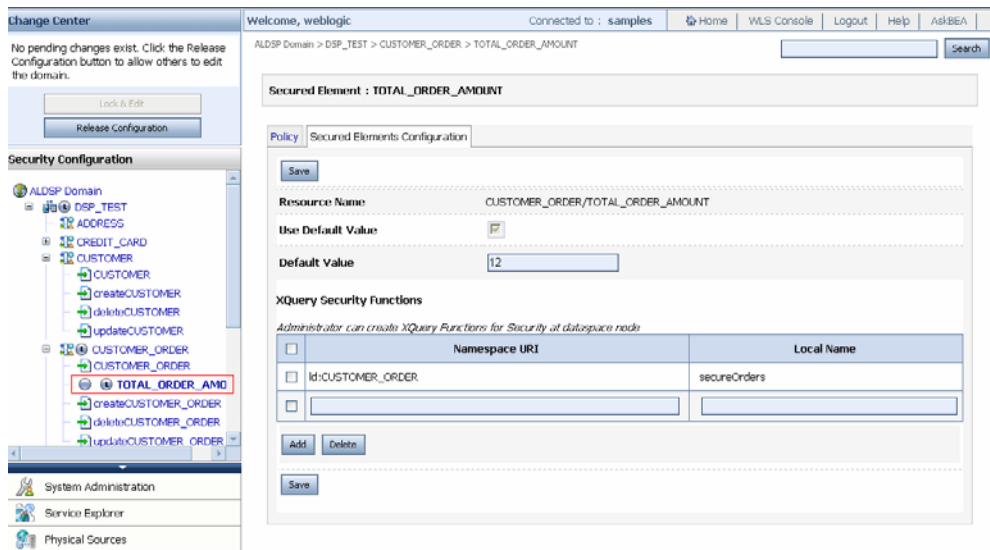 Change Center
No pending changes exist. Click the Release
Configuration button to allow others to edit
the domain.
Lock & Edit
Release Configuration
Security Configuration
ALDSP Domain
DSP_TEST
ADDRESS
CREDIT_CARD
CUSTOMER
CUSTOMER
createCUSTOMER
deleteCUSTOMER
updateCUSTOMER
CUSTOMER_ORDER
CUSTOMER_ORDER
TOTAL_ORDER_AMO
createCUSTOMER_ORDER
deleteCUSTOMER_ORDER
updateCUSTOMER_ORDER
System Administration
Service Explorer
Physical Sources
Welcome, weblogic
Connected to : samples
Home
WLS Console
Logout
Help
AskBEA
ALDSP Domain > DSP_TEST > CUSTOMER_ORDER > TOTAL_ORDER_AMOUNT
Search
Secured Element : TOTAL_ORDER_AMOUNT
Policy
Secured Elements Configuration
Save
Resource Name CUSTOMER_ORDER/TOTAL_ORDER_AMOUNT
Use Default Value
Default Value 12
XQuery Security Functions
Administrator can create XQuery Functions for Security at dataspace node
Namespace URI Local Name
ld:CUSTOMER_ORDER secureOrders
Add Delete
Save